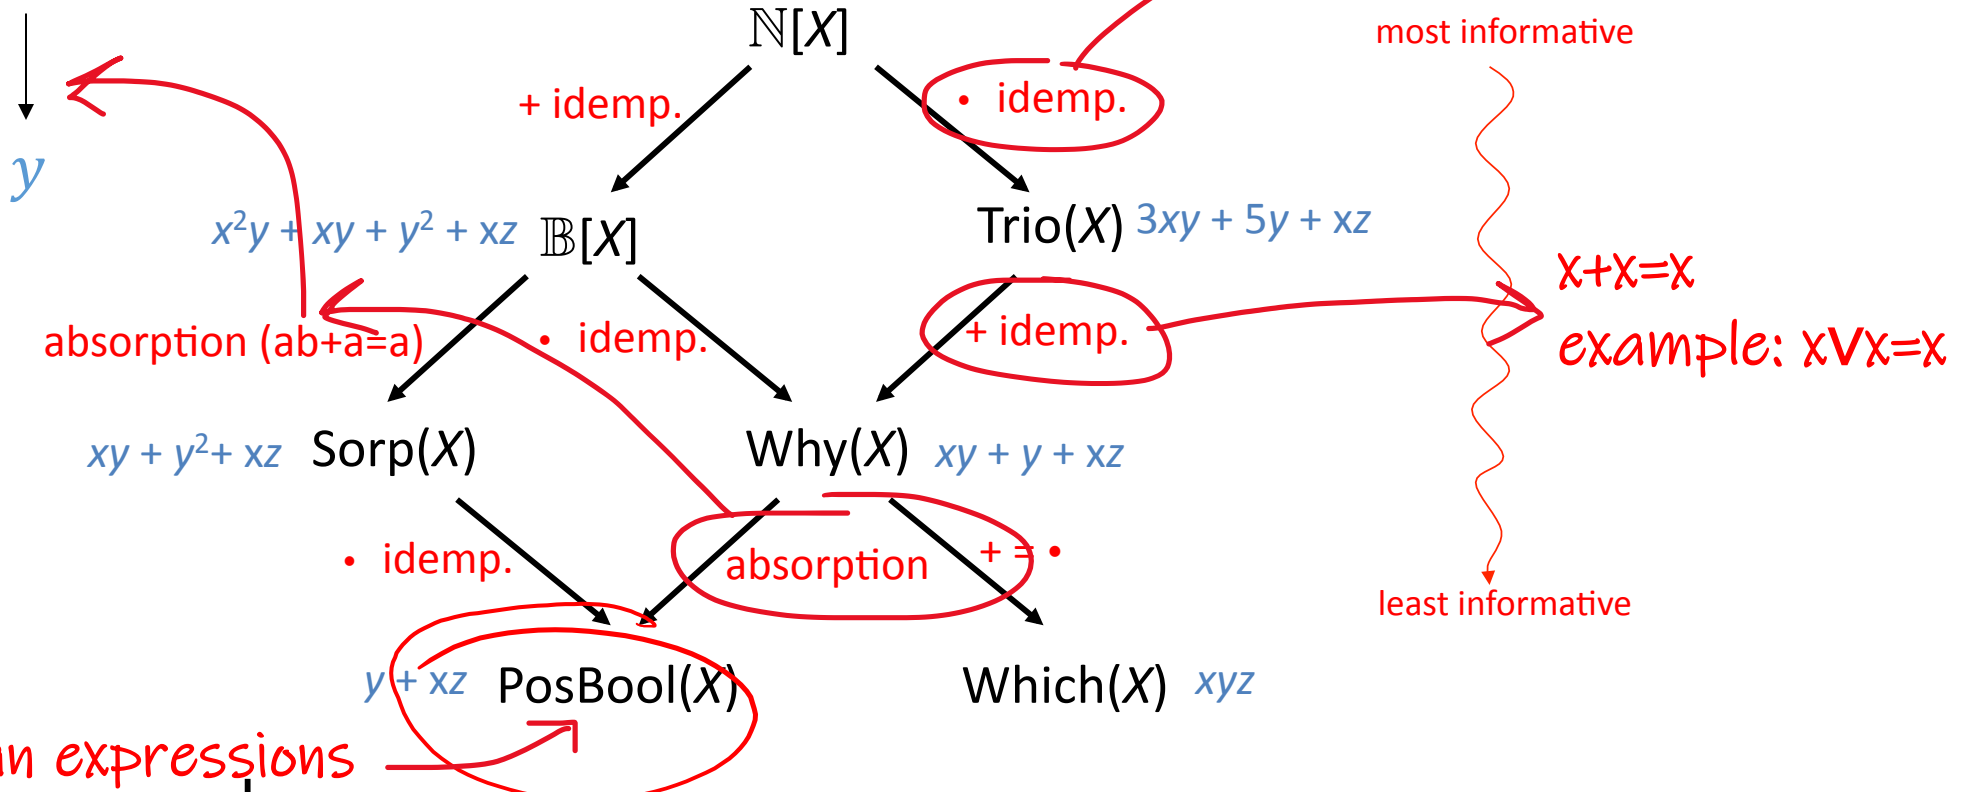 ℕ[X]
most informative
+ idemp.
• idemp.
y
x²y + xy + y² + xz 𝔹[X]
Trio(X) 3xy + 5y + xz
x+x=x
absorption (ab+a=a)
• idemp.
+ idemp.
example: x∨x=x
xy + y²+ xz Sorp(X)
Why(X) xy + y + xz
• idemp.
absorption
+ = •
least informative
y + xz PosBool(X)
Which(X) xyz
expressions